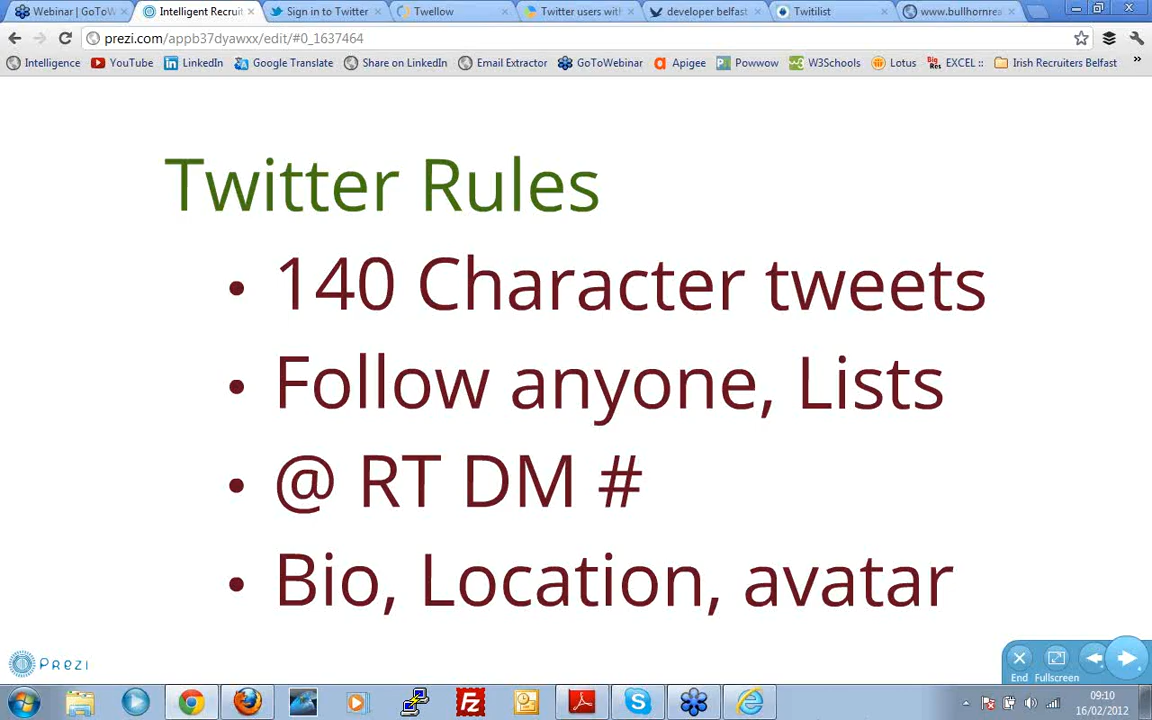 Webinar | GoToW
Intelligent Recruit
Sign in to Twitter
Twellow
Twitter users with
developer belfast
Twitilist
www.bullhornrea
prezi.com/appb37dyawxx/edit/#0_1637464
Intelligence
YouTube
LinkedIn
Google Translate
Share on LinkedIn
Email Extractor
GoToWebinar
Apigee
Powwow
W3Schools
Lotus
Big Res
EXCEL ::
Irish Recruiters Belfast
»
Twitter Rules
• 140 Character tweets
• Follow anyone, Lists
• @ RT DM #
• Bio, Location, avatar
Prezi
End
Fullscreen
09:10
16/02/2012